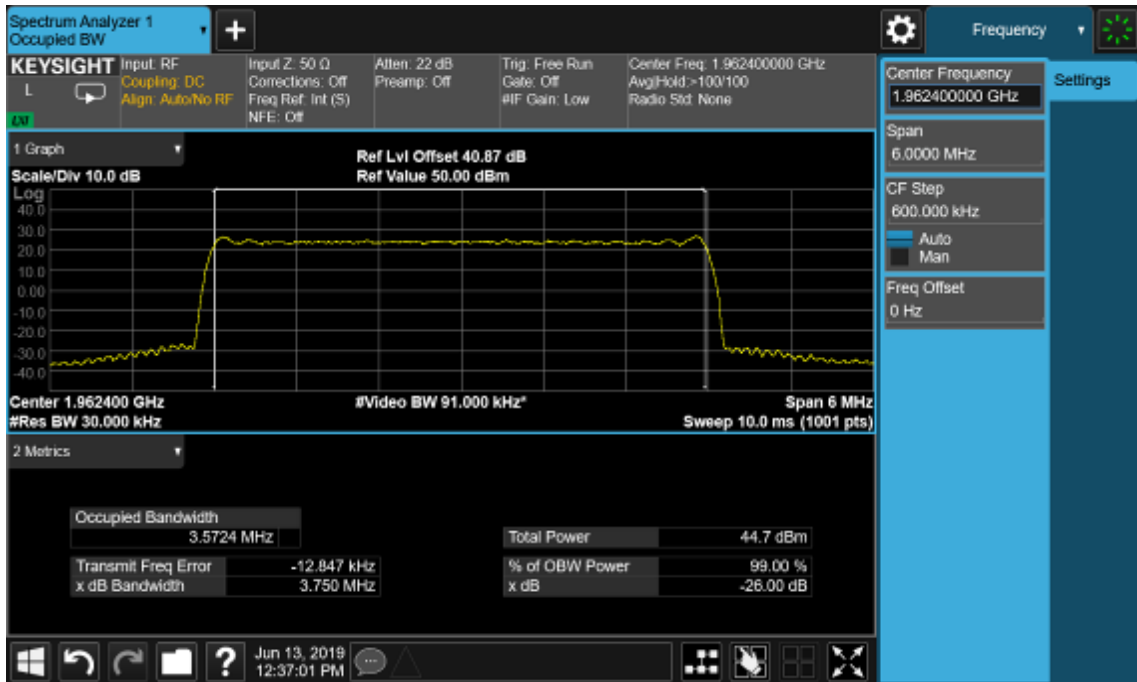 Spectrum Analyzer 1
Occupied BW
Frequency
KEYSIGHT
L
LXI
Input: RF
Coupling: DC
Align: Auto/No RF
Input Z: 50 Ω
Corrections: Off
Freq Ref: Int (S)
NFE: Off
Atten: 22 dB
Preamp: Off
Trig: Free Run
Gate: Off
#IF Gain: Low
Center Freq: 1.962400000 GHz
Avg|Hold:>100/100
Radio Std: None
Center Frequency
1.962400000 GHz
Settings
Span
6.0000 MHz
CF Step
600.000 kHz
Auto
Man
Freq Offset
0 Hz
1 Graph
Scale/Div 10.0 dB
Ref Lvl Offset 40.87 dB
Ref Value 50.00 dBm
Log
40.0
30.0
20.0
10.0
0.00
-10.0
-20.0
-30.0
-40.0
Center 1.962400 GHz
#Res BW 30.000 kHz
#Video BW 91.000 kHz*
Span 6 MHz
Sweep 10.0 ms (1001 pts)
2 Metrics
Occupied Bandwidth
3.5724 MHz
Total Power 44.7 dBm
Transmit Freq Error -12.847 kHz
% of OBW Power 99.00 %
x dB Bandwidth 3.750 MHz
x dB -26.00 dB
?
Jun 13, 2019
12:37:01 PM